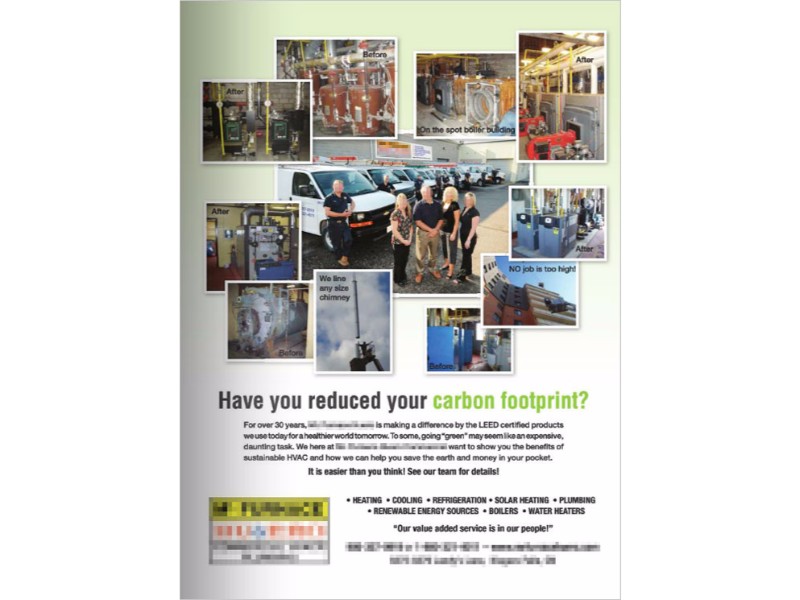 Before
After
After
On the spot boiler building
After
After
NO job is too high!
We line
any size
chimney
Before
Before
Have you reduced your carbon footprint?
For over 30 years, is making a difference by the LEED certified products
we use today for a healthier world tomorrow. To some, going "green" may seem like an expensive,
daunting task. We here at want to show you the benefits of
sustainable HVAC and how we can help you save the earth and money in your pocket.
It is easier than you think! See our team for details!
• HEATING • COOLING • REFRIGERATION • SOLAR HEATING • PLUMBING
• RENEWABLE ENERGY SOURCES • BOILERS • WATER HEATERS
"Our value added service is in our people!"